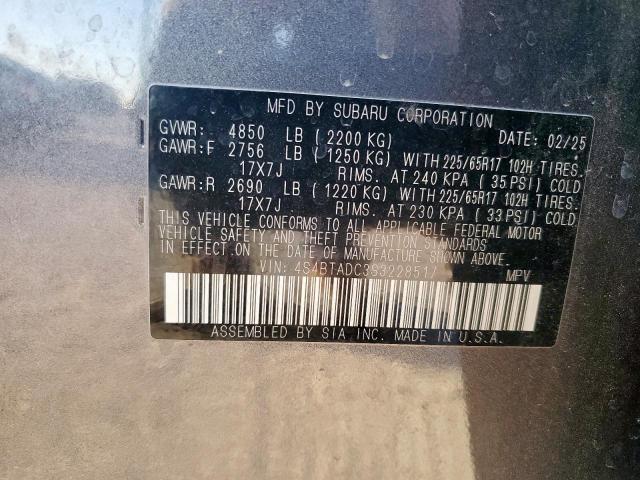 MFD BY SUBARU CORPORATION
GVWR: 4850 LB (2200 KG) DATE: 02/25
GAWR:F 2756 LB (1250 KG) WITH 225/65R17 102H TIRES.
17X7J RIMS. AT 240 KPA (35 PSI) COLD
GAWR:R 2690 LB (1220 KG) WITH 225/65R17 102H TIRES.
17X7J RIMS. AT 230 KPA (33 PSI) COLD
THIS VEHICLE CONFORMS TO ALL APPLICABLE FEDERAL MOTOR
VEHICLE SAFETY AND THEFT PREVENTION STANDARDS
IN EFFECT ON THE DATE OF MANUFACTURE SHOWN ABOVE.
VIN: 4S4BTADC3S3228517 MPV
ASSEMBLED BY SIA INC. MADE IN U.S.A.